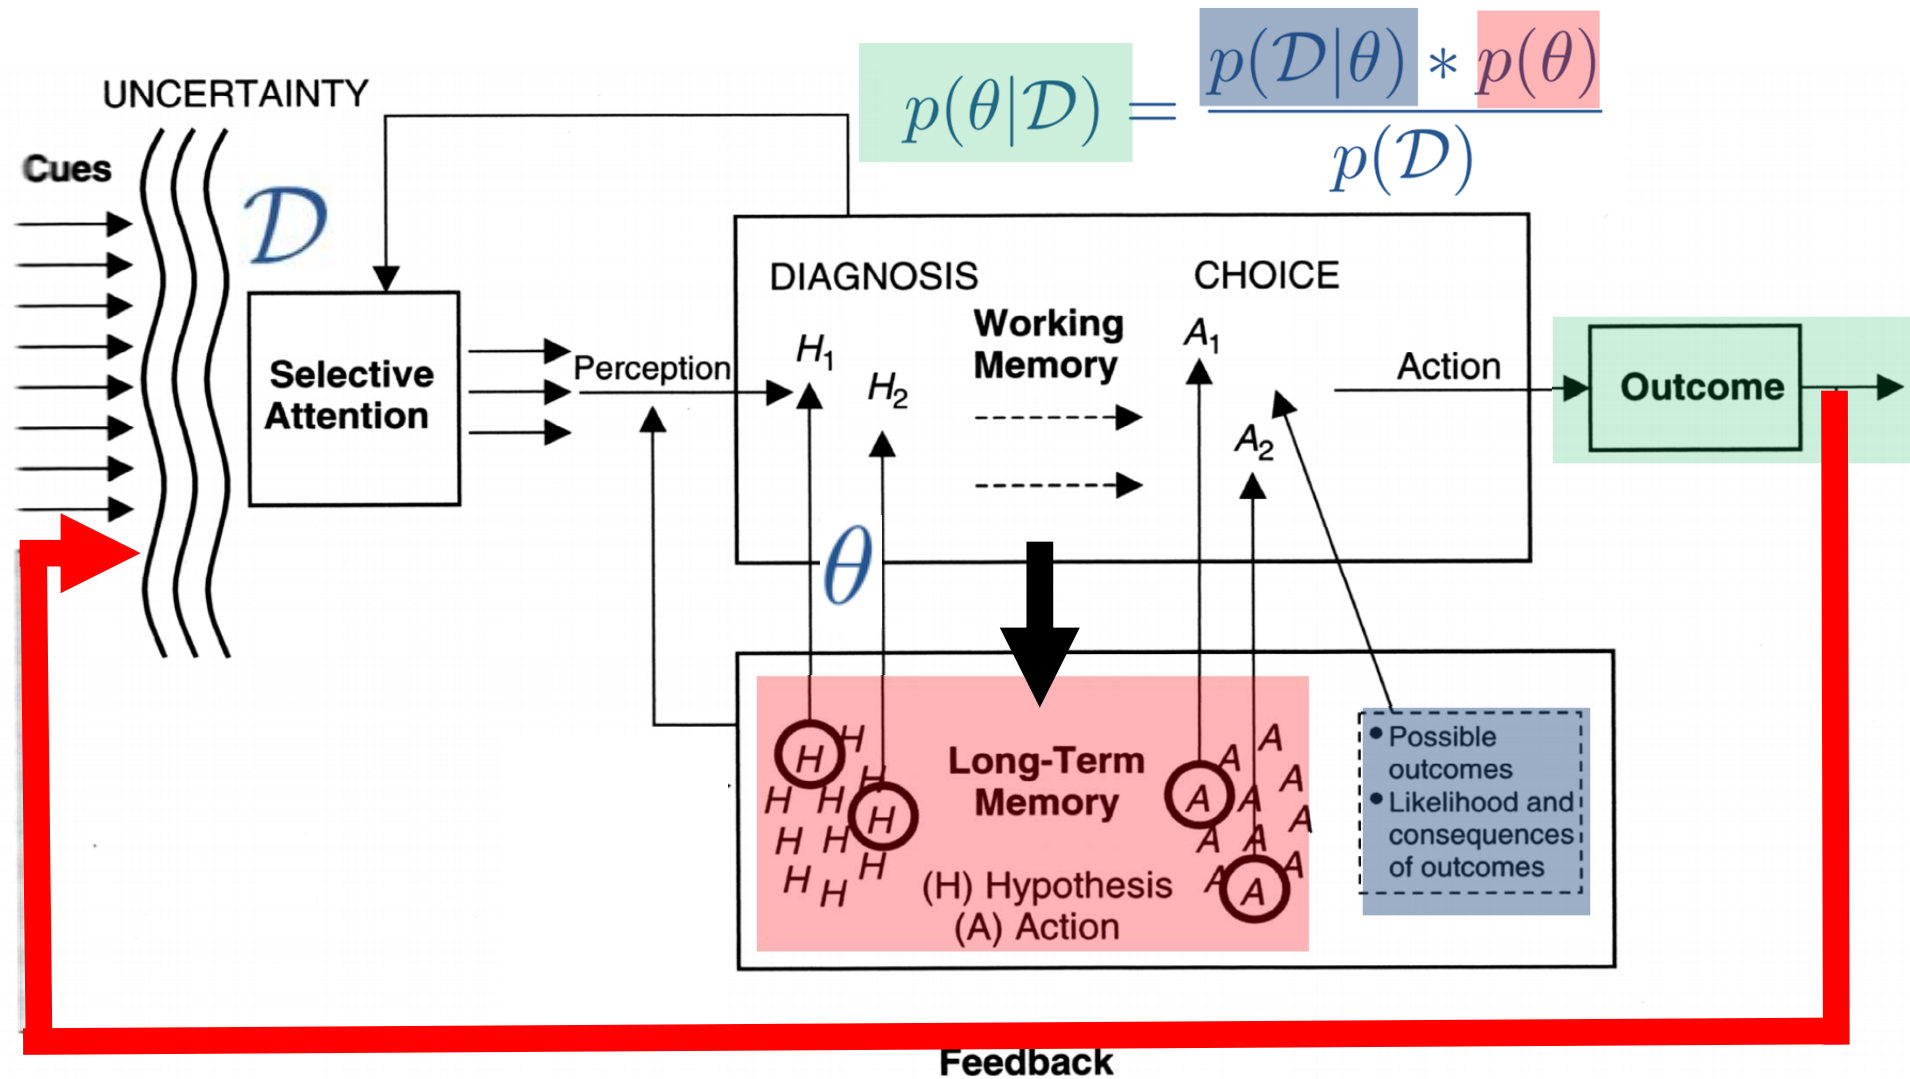 p(𝒟|θ) * p(θ)
p(θ|𝒟) =
p(𝒟)
UNCERTAINTY
Cues
𝒟
Selective
Attention
Perception
DIAGNOSIS
CHOICE
H₁
H₂
Working
Memory
A₁
A₂
Action
Outcome
θ
H
H
H
H
H
H
H
H
H
H
H
Long-Term
Memory
(H) Hypothesis
(A) Action
A
A
A
A
A
A
A
A
A
A
A
• Possible
outcomes
• Likelihood and
consequences
of outcomes
Feedback